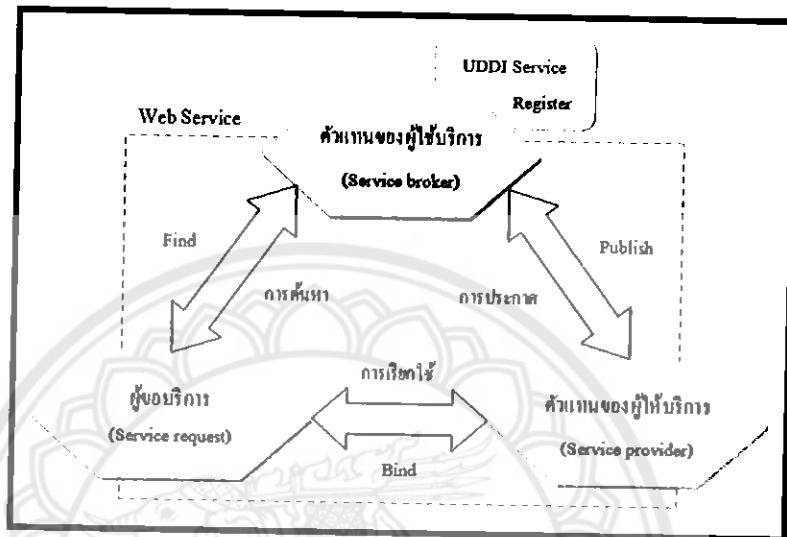 UDDI Service
Register
Web Service
ตัวแทนของผู้ใช้บริการ
(Service broker)
Find
Publish
การค้นหา
การประกาศ
การเรียกใช้
ผู้ขอบริการ
(Service request)
ตัวแทนของผู้ให้บริการ
(Service provider)
Bind